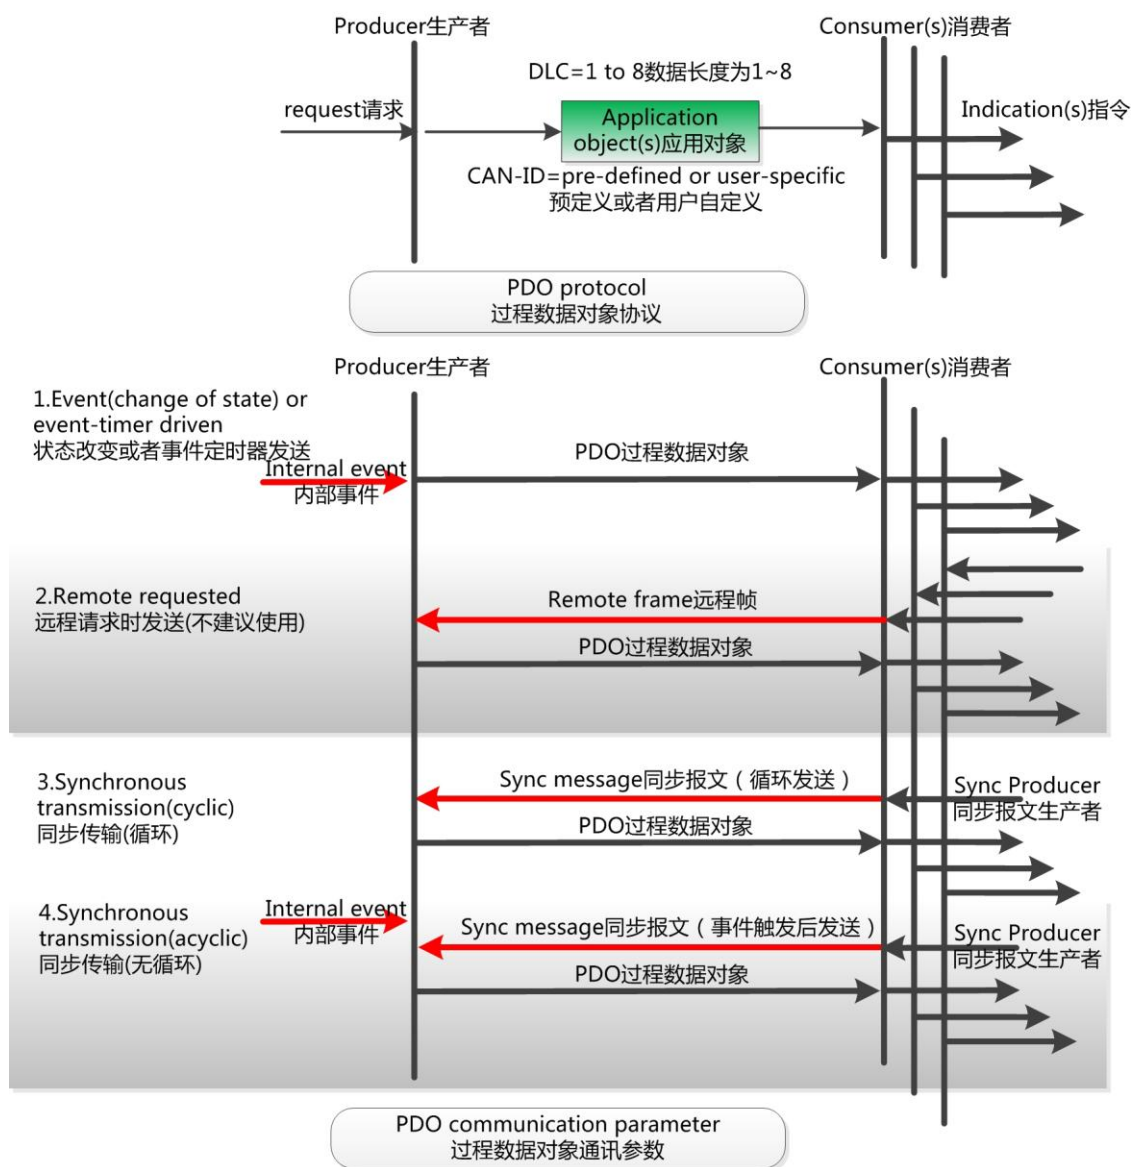 Producer生产者
Consumer(s)消费者
DLC=1 to 8数据长度为1~8
request请求
Application
object(s)应用对象
Indication(s)指令
CAN-ID=pre-defined or user-specific
预定义或者用户自定义
PDO protocol
过程数据对象协议
Producer生产者
Consumer(s)消费者
1.Event(change of state) or
event-timer driven
状态改变或者事件定时器发送
Internal event
内部事件
PDO过程数据对象
2.Remote requested
远程请求时发送(不建议使用)
Remote frame远程帧
PDO过程数据对象
3.Synchronous
transmission(cyclic)
同步传输(循环)
Sync message同步报文（循环发送）
Sync Producer
同步报文生产者
PDO过程数据对象
4.Synchronous
transmission(acyclic)
同步传输(无循环)
Internal event
内部事件
Sync message同步报文（事件触发后发送）
Sync Producer
同步报文生产者
PDO过程数据对象
PDO communication parameter
过程数据对象通讯参数